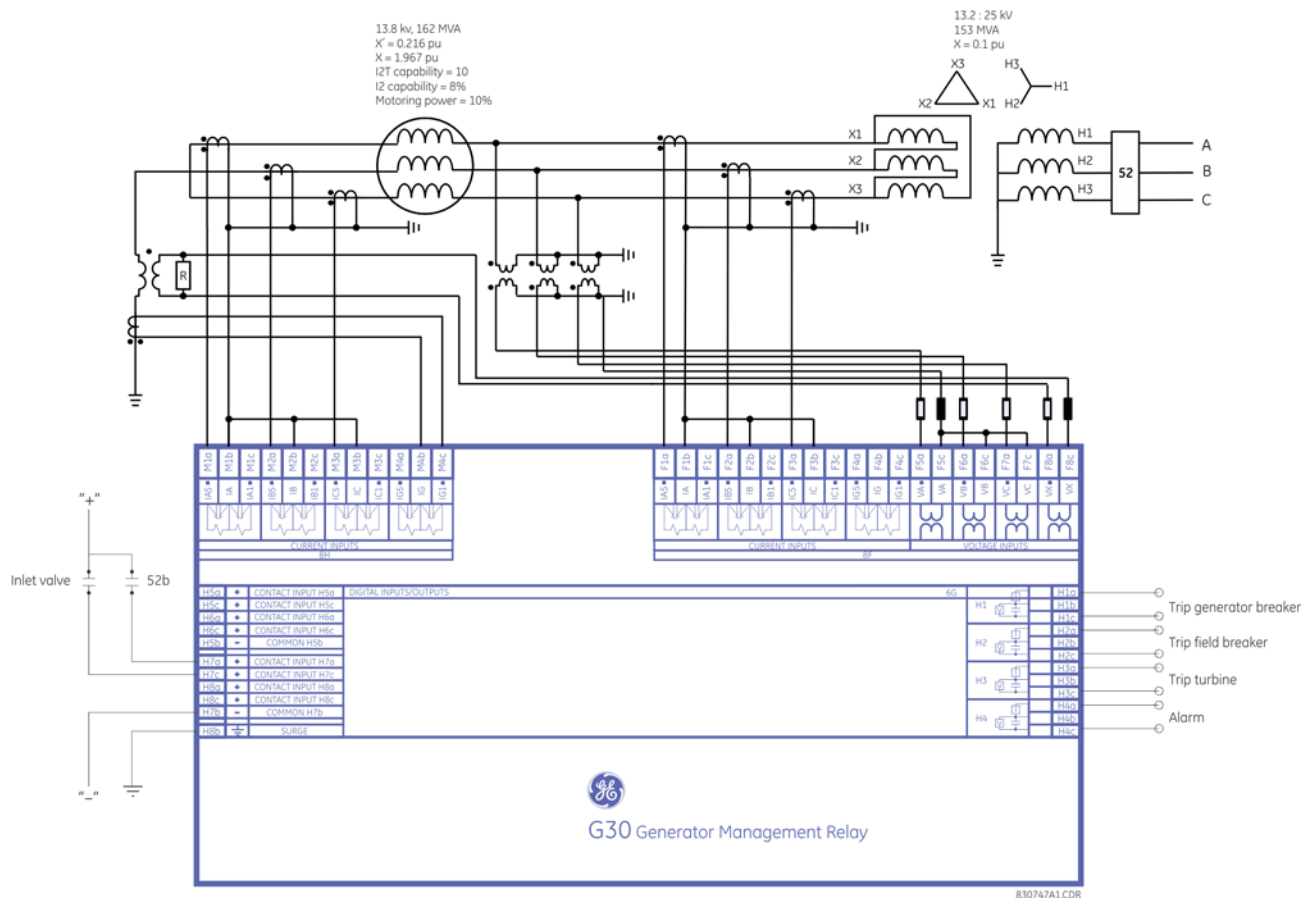 13.8 kv, 162 MVA
X' = 0.216 pu
X = 1.967 pu
I2T capability = 10
I2 capability = 8%
Motoring power = 10%
13.2 : 25 kV
153 MVA
X = 0.1 pu
X3
X2
X1
H3
H1
H2
X1
X2
X3
H1
H2
H3
52
A
B
C
R
M1a
M1b
M1c
M2a
M2b
M2c
M3a
M3b
M3c
M4a
M4b
M4c
IA5
IA
IA1
IB5
IB
IB1
IC5
IC
IC1
IG5
IG
IG1
CURRENT INPUTS
8H
F1a
F1b
F1c
F2a
F2b
F2c
F3a
F3b
F3c
F4a
F4b
F4c
F5a
F5c
F6a
F6c
F7a
F7c
F8a
F8c
IA5
IA
IA1
IB5
IB
IB1
IC5
IC
IC1
IG5
IG
IG1
VA
VA
VB
VB
VC
VC
VX
VX
CURRENT INPUTS
8F
VOLTAGE INPUTS
"+"
Inlet valve
52b
"_"
H5a + CONTACT INPUT H5a
H5c + CONTACT INPUT H5c
H6a + CONTACT INPUT H6a
H6c + CONTACT INPUT H6c
H5b - COMMON H5b
H7a + CONTACT INPUT H7a
H7c + CONTACT INPUT H7c
H8a + CONTACT INPUT H8a
H8c + CONTACT INPUT H8c
H7b - COMMON H7b
H8b SURGE
DIGITAL INPUTS/OUTPUTS
6G
H1
H1a
H1b
H1c
Trip generator breaker
H2
H2a
H2b
H2c
Trip field breaker
H3
H3a
H3b
H3c
Trip turbine
H4
H4a
H4b
H4c
Alarm
GE
G30 Generator Management Relay
830747A1.CDR